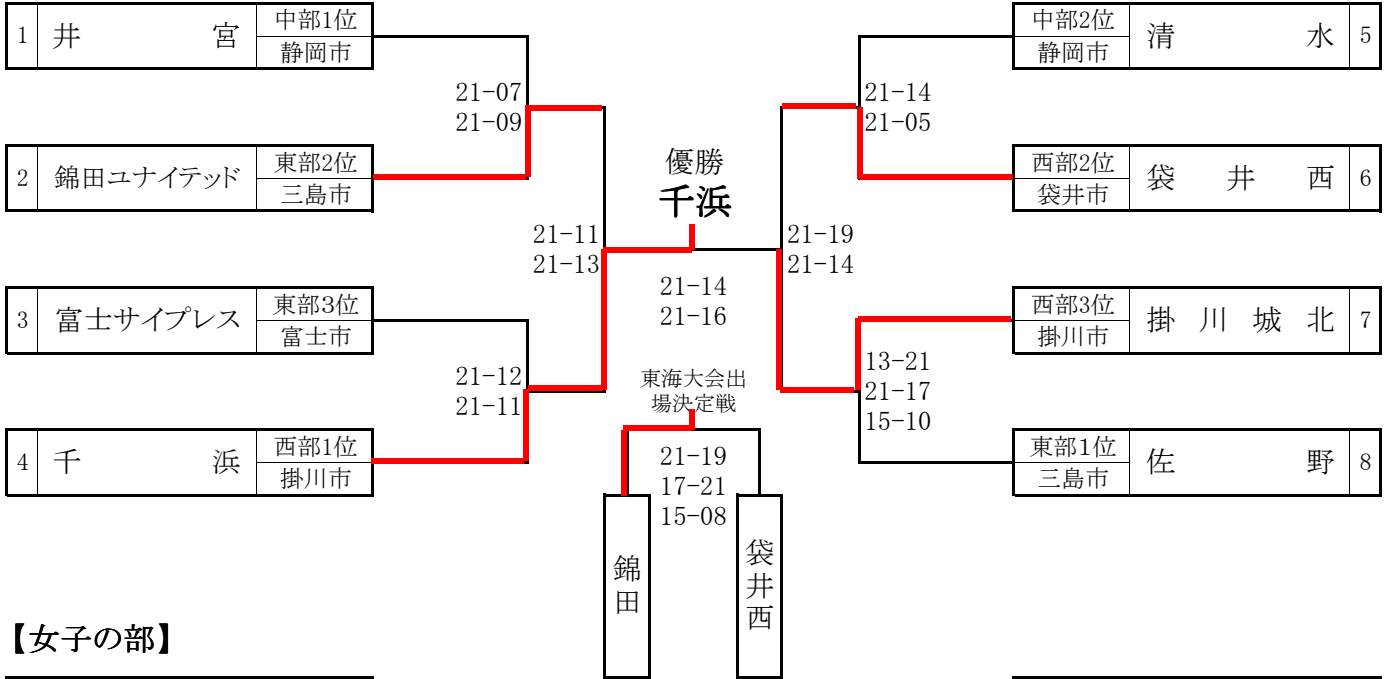 1 井宮 中部1位
静岡市
2 錦田ユナイテッド 東部2位
三島市
3 富士サイプレス 東部3位
富士市
4 千浜 西部1位
掛川市
21-07
21-09
21-12
21-11
21-11
21-13
優勝
千浜
21-14
21-16
東海大会出
場決定戦
21-19
17-21
15-08
錦田
袋井西
21-19
21-14
21-14
21-05
13-21
21-17
15-10
中部2位 清水 5
静岡市
西部2位 袋井西 6
袋井市
西部3位 掛川城北 7
掛川市
東部1位 佐野 8
三島市
【女子の部】